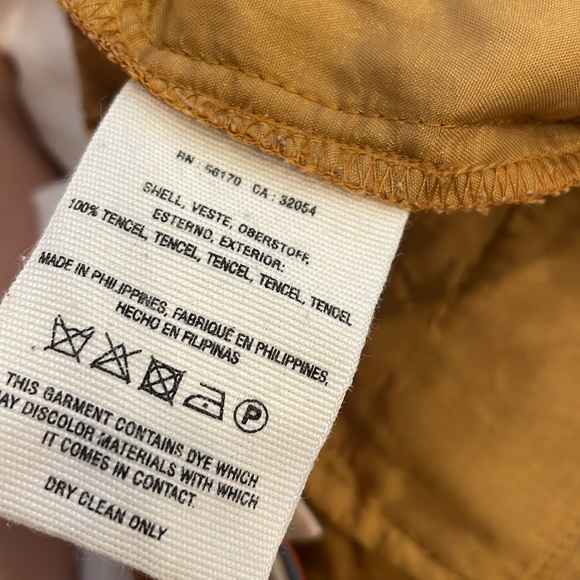 RN : 56170 CA : 32054
SHELL, VESTE, OBERSTOFF,
ESTERNO, EXTERIOR:
100% TENCEL, TENCEL, TENCEL, TENCEL, TENCEL
MADE IN PHILIPPINES, FABRIQUÉ EN PHILIPPINES,
HECHO EN FILIPINAS
P
THIS GARMENT CONTAINS DYE WHICH
MAY DISCOLOR MATERIALS WITH WHICH
IT COMES IN CONTACT.
DRY CLEAN ONLY